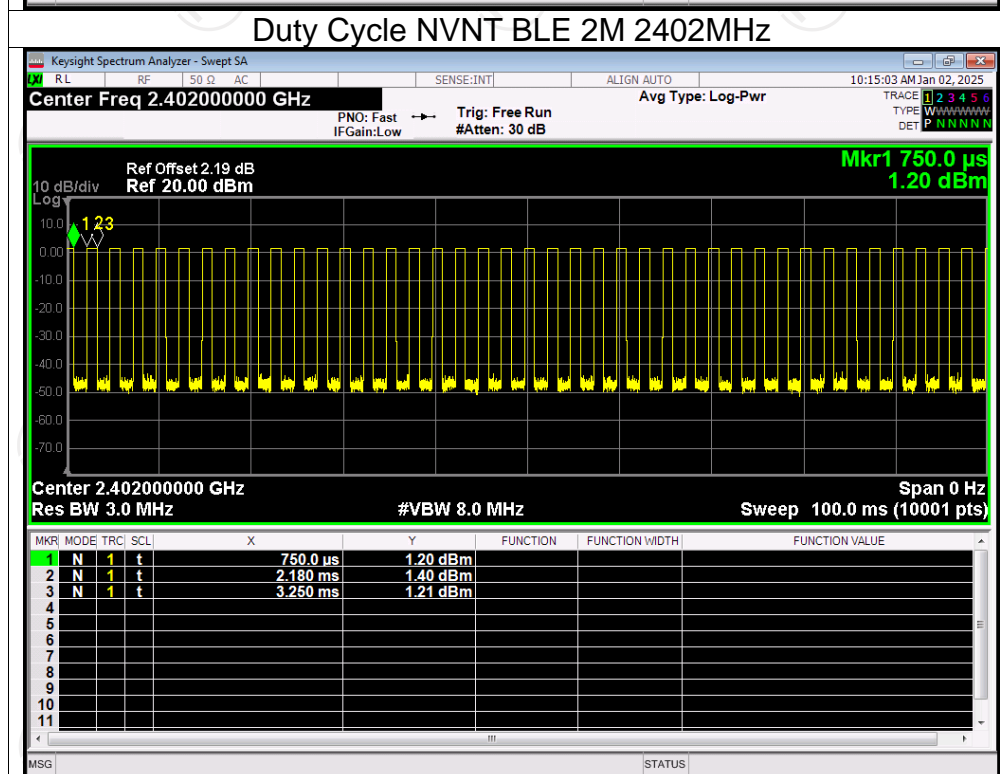 Duty Cycle NVNT BLE 2M 2402MHz
Keysight Spectrum Analyzer - Swept SA
LXI RL RF 50 Ω AC SENSE:INT ALIGN AUTO 10:15:03 AM Jan 02, 2025
Center Freq 2.402000000 GHz Avg Type: Log-Pwr TRACE 1 2 3 4 5 6
PNO: Fast Trig: Free Run TYPE WWWWWW
IFGain:Low #Atten: 30 dB DET P N N N N N
Mkr1 750.0 µs
Ref Offset 2.19 dB
10 dB/div Ref 20.00 dBm 1.20 dBm
Log
10.0 1 2 3
0.00
-10.0
-20.0
-30.0
-40.0
-50.0
-60.0
-70.0
Center 2.402000000 GHz Span 0 Hz
Res BW 3.0 MHz #VBW 8.0 MHz Sweep 100.0 ms (10001 pts)
MKR MODE TRC SCL X Y FUNCTION FUNCTION WIDTH FUNCTION VALUE
1 N 1 t 750.0 µs 1.20 dBm
2 N 1 t 2.180 ms 1.40 dBm
3 N 1 t 3.250 ms 1.21 dBm
4
5
6
7
8
9
10
11
MSG STATUS